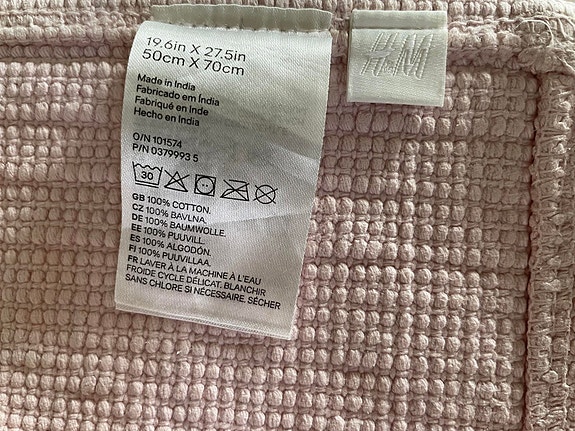 19.6in X 27.5in
50cm X 70cm
Made in India
Fabricado em Índia
Fabriqué en Inde
Hecho en India
O/N 101574
P/N 0379993 5
30
GB 100% COTTON.
CZ 100% BAVLNA.
DE 100% BAUMWOLLE.
EE 100% PUUVILL.
ES 100% ALGODÓN.
FI 100% PUUVILLAA.
FR LAVER À LA MACHINE À L'EAU
FROIDE CYCLE DÉLICAT. BLANCHIR
SANS CHLORE SI NÉCESSAIRE. SÉCHER
H&M